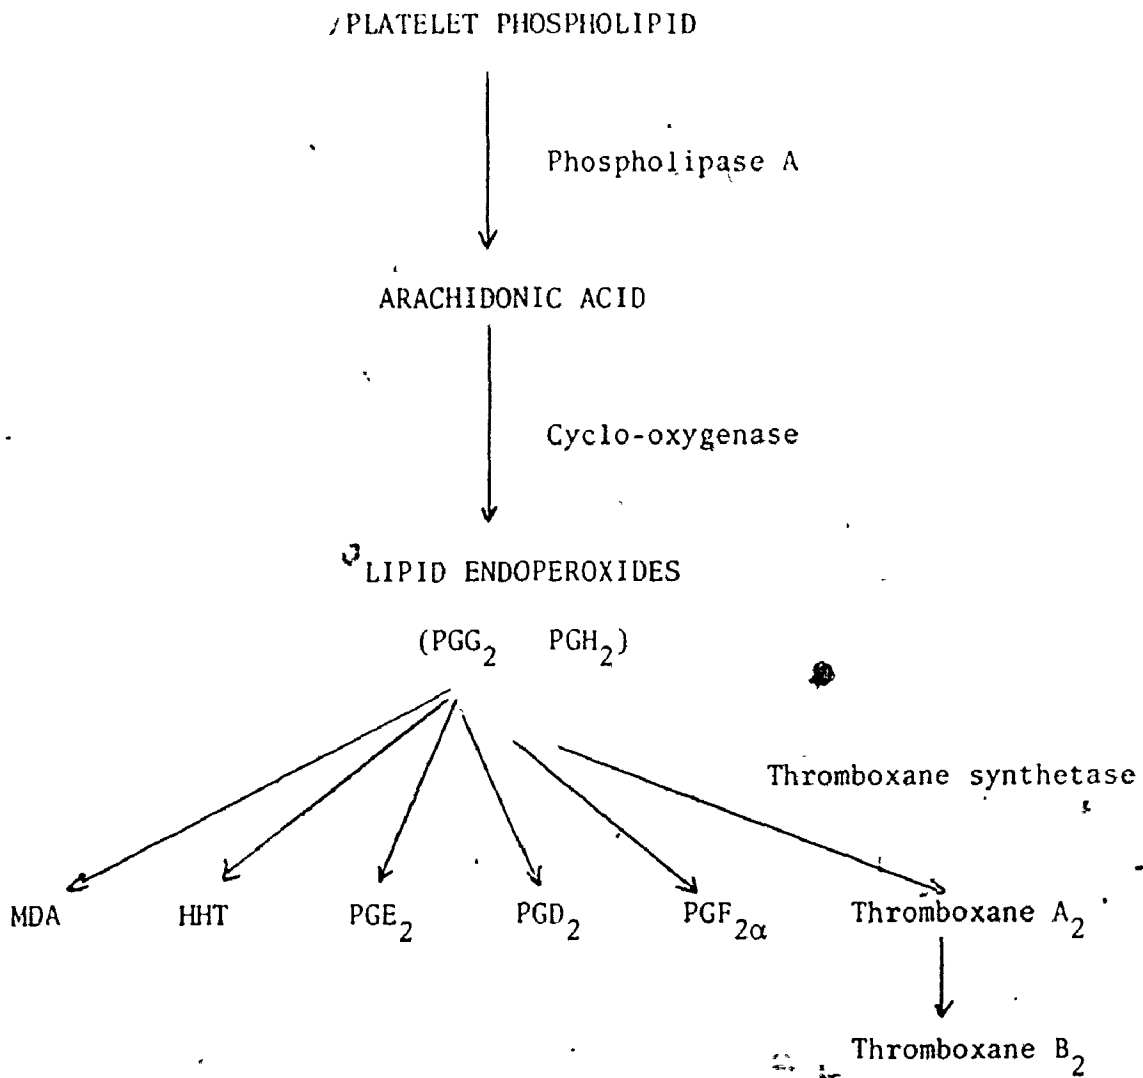 PLATELET PHOSPHOLIPID
Phospholipase A
ARACHIDONIC ACID
Cyclo-oxygenase
LIPID ENDOPEROXIDES
(PGG₂ PGH₂)
Thromboxane synthetase
MDA HHT PGE₂ PGD₂ PGF₂α Thromboxane A₂
Thromboxane B₂